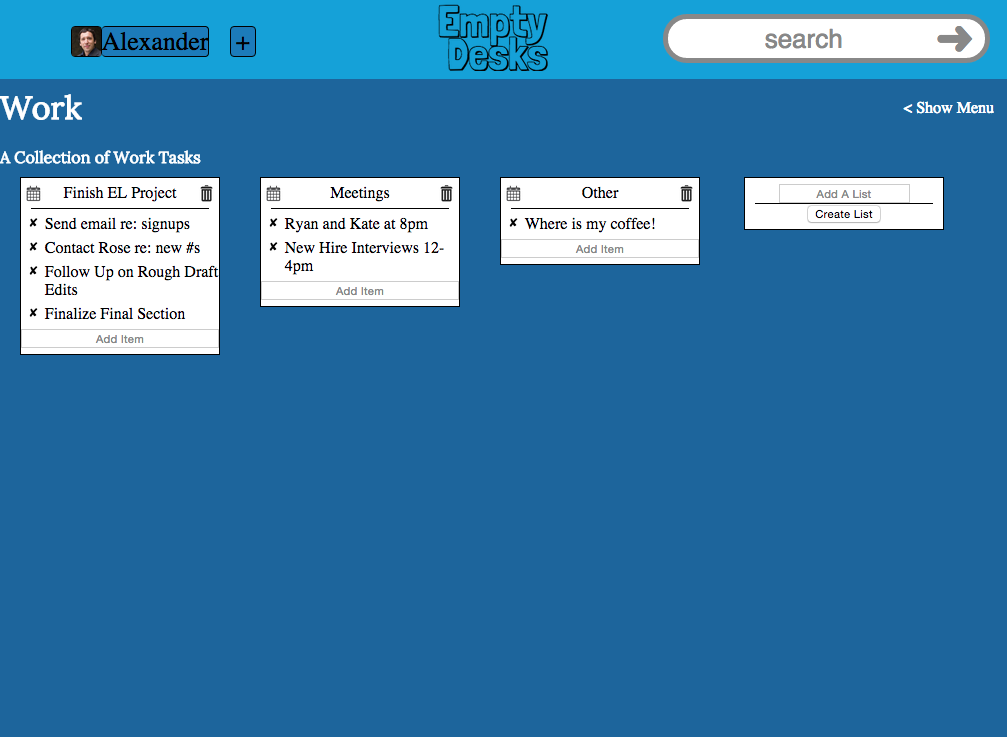 Alexander
+
Empty
Desks
search
Work
< Show Menu
A Collection of Work Tasks
Finish EL Project
✘ Send email re: signups
✘ Contact Rose re: new #s
✘ Follow Up on Rough Draft
Edits
✘ Finalize Final Section
Add Item
Meetings
✘ Ryan and Kate at 8pm
✘ New Hire Interviews 12-
4pm
Add Item
Other
✘ Where is my coffee!
Add Item
Add A List
Create List